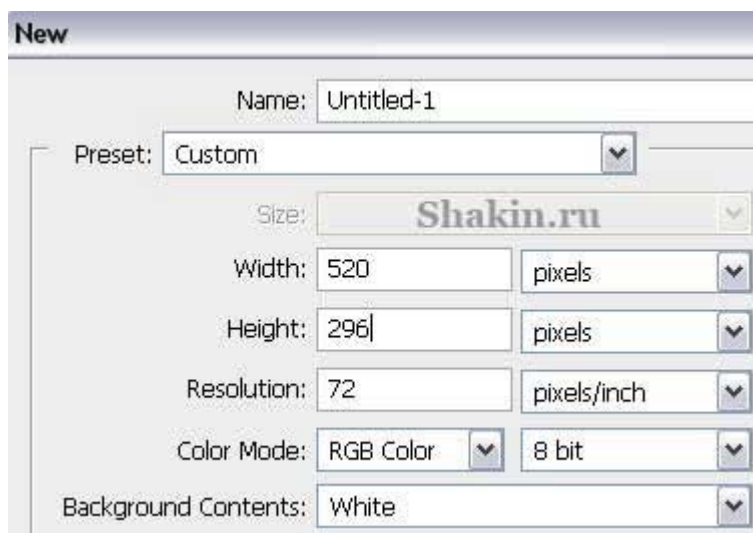 New
Name: Untitled-1
Preset: Custom
Size: Shakin.ru
Width: 520 pixels
Height: 296 pixels
Resolution: 72 pixels/inch
Color Mode: RGB Color 8 bit
Background Contents: White